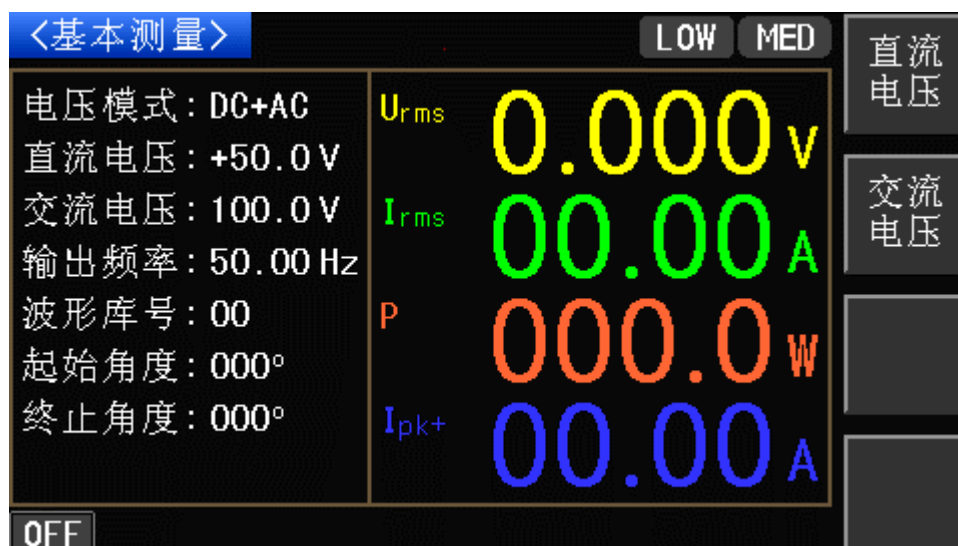 <基本测量>
LOW MED
电压模式:DC+AC
直流电压:+50.0V
交流电压:100.0V
输出频率:50.00Hz
波形库号:00
起始角度:000°
终止角度:000°
Urms 0.000 V
Irms 00.00 A
P 000.0 W
Ipk+ 00.00 A
直流
电压
交流
电压
OFF